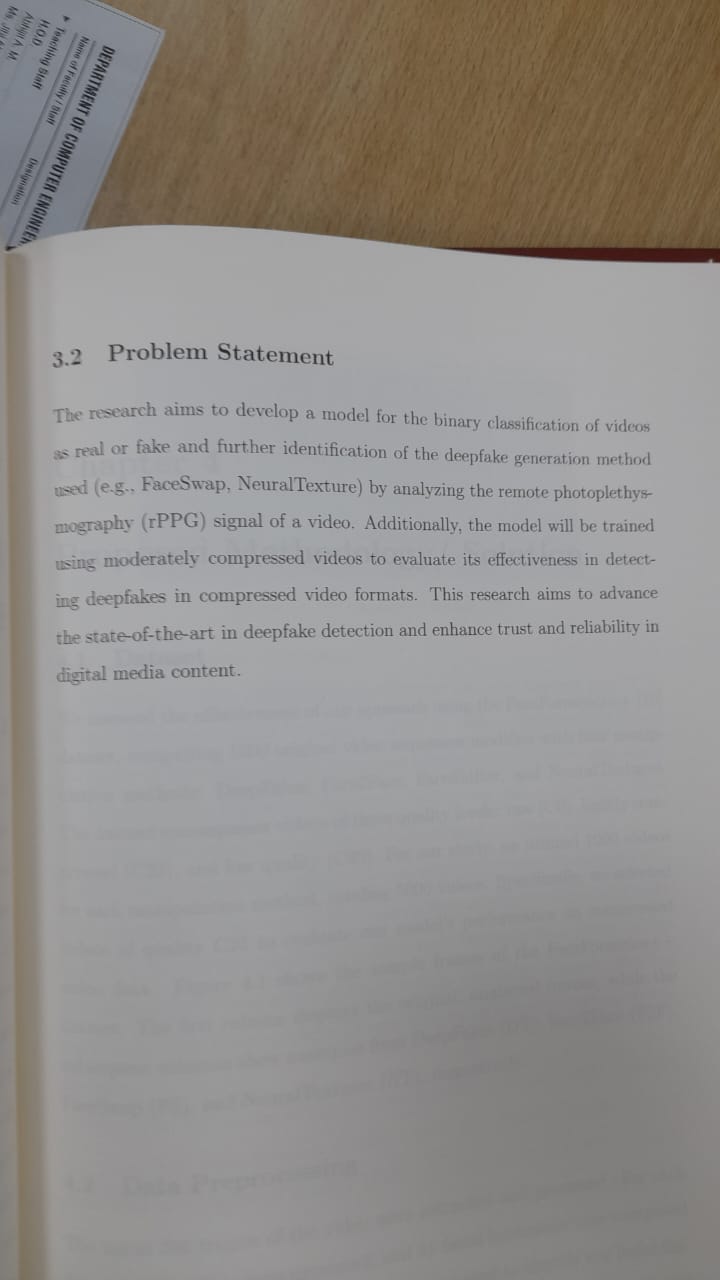 DEPARTMENT OF COMPUTER ENGINEER
Name of Faculty / Staff
Designation
Teaching Staff
H.O.D.
3.2 Problem Statement
The research aims to develop a model for the binary classification of videos
as real or fake and further identification of the deepfake generation method
used (e.g., FaceSwap, NeuralTexture) by analyzing the remote photoplethys-
mography (rPPG) signal of a video. Additionally, the model will be trained
using moderately compressed videos to evaluate its effectiveness in detect-
ing deepfakes in compressed video formats. This research aims to advance
the state-of-the-art in deepfake detection and enhance trust and reliability in
digital media content.